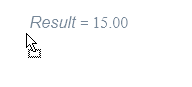 Result = 15.00